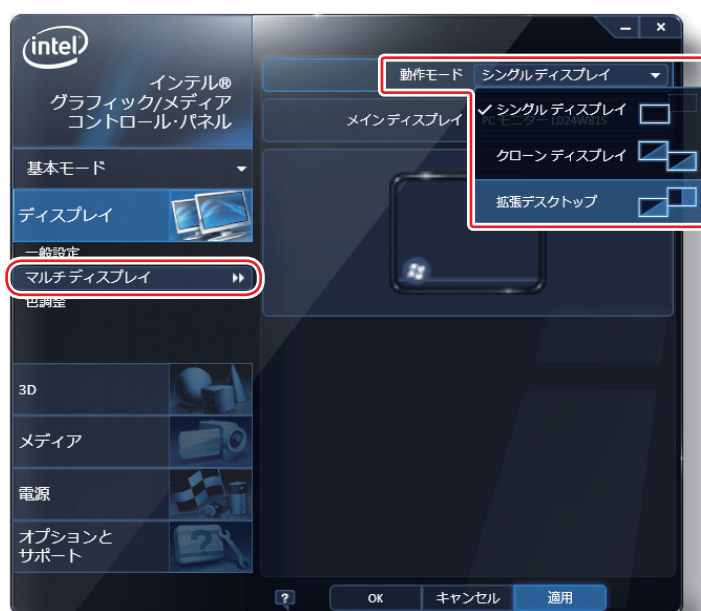 intel
インテル®
グラフィック/メディア
コントロール・パネル
基本モード
ディスプレイ
一般設定
マルチディスプレイ
色調整
3D
メディア
電源
オプションと
サポート
動作モード シングルディスプレイ
メインディスプレイ PC モニター LD24W81S
シングルディスプレイ
クローンディスプレイ
拡張デスクトップ
? OK キャンセル 適用